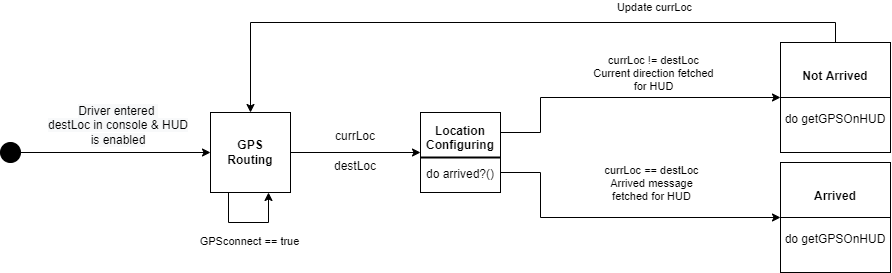 Update currLoc
currLoc != destLoc
Current direction fetched
for HUD
Not Arrived
do getGPSOnHUD
Driver entered
destLoc in console & HUD
is enabled
GPS
Routing
currLoc
destLoc
Location
Configuring
do arrived?()
currLoc == destLoc
Arrived message
fetched for HUD
Arrived
do getGPSOnHUD
GPSconnect == true